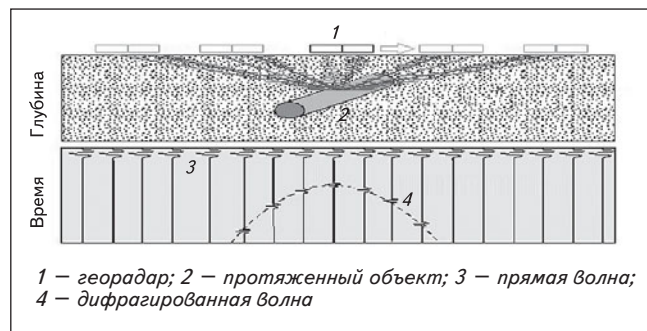 1
Глубина
2
3
Время
4
1 – георадар; 2 – протяженный объект; 3 – прямая волна;
4 – дифрагированная волна